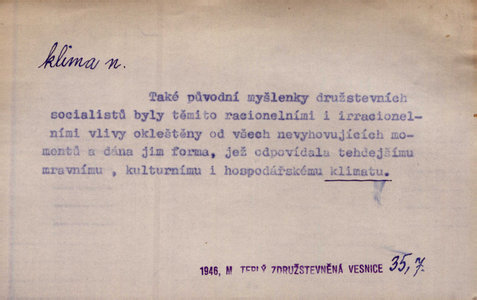 klima n.
Také původní myšlenky družstevních
socialistů byly těmito racionelními i irracionel-
ními vlivy okleštěny od všech nevyhovujících mo-
mentů a dána jim forma, jež odpovídala tehdejšímu
mravnímu , kulturnímu i hospodářskému klimatu.
1946, M TEPLÝ ZDRUŽSTEVNĚNÁ VESNICE 35,7